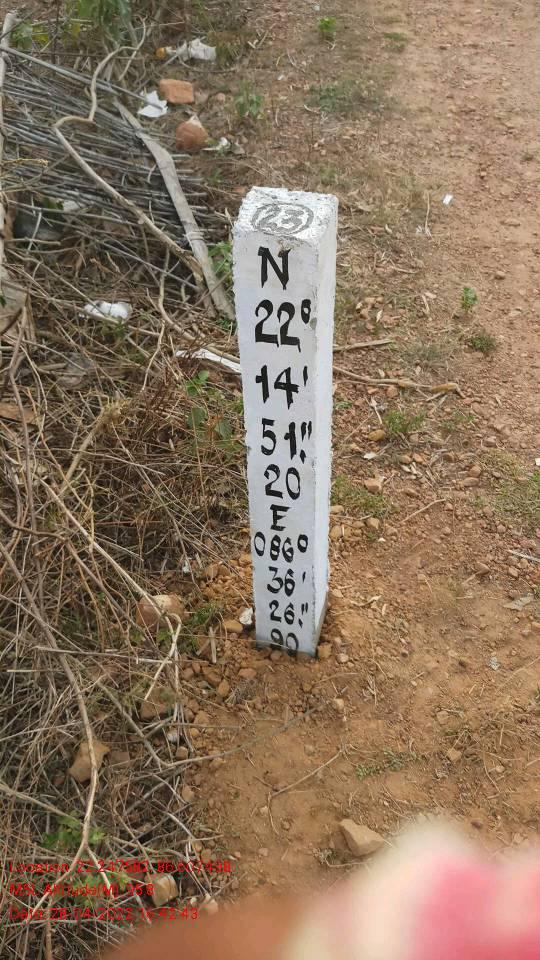 23
N
22°
14'
51."
20
E
086°
36'
26."
90
Location: 22.247582, 86.607438
MSL Altitude(M): 35.8
Date: 28-04-2022 16:42:43